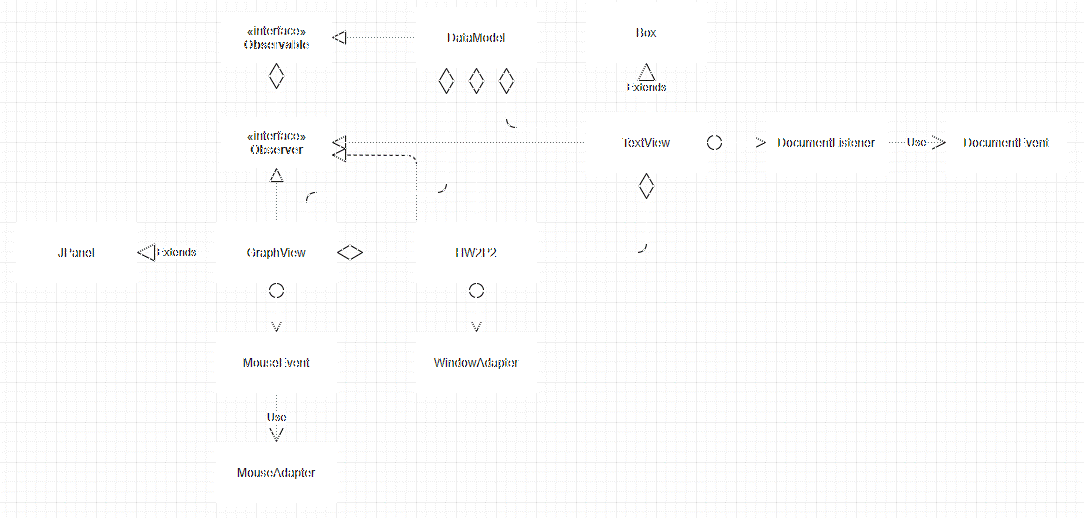 «interface»
Observable
DataModel
Box
Extends
«interface»
Observer
TextView
DocumentListener
Use
DocumentEvent
JPanel
Extends
GraphView
HW2P2
MouseEvent
WindowAdapter
Use
MouseAdapter